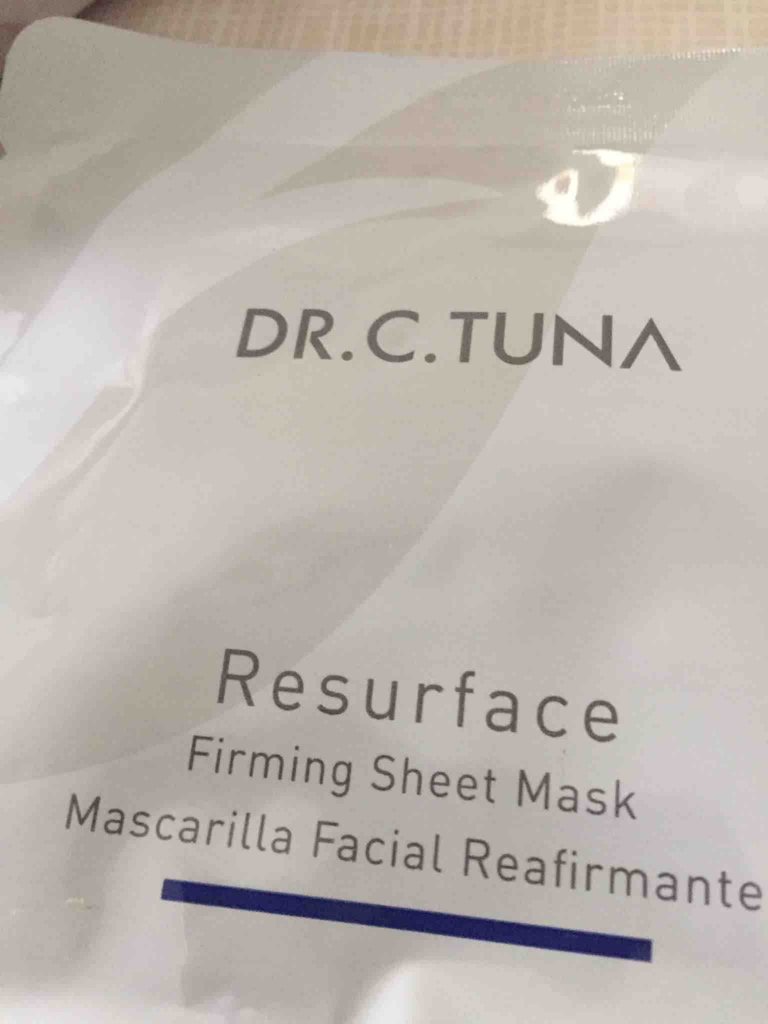 DR. C. TUNA
Resurface
Firming Sheet Mask
Mascarilla Facial Reafirmante